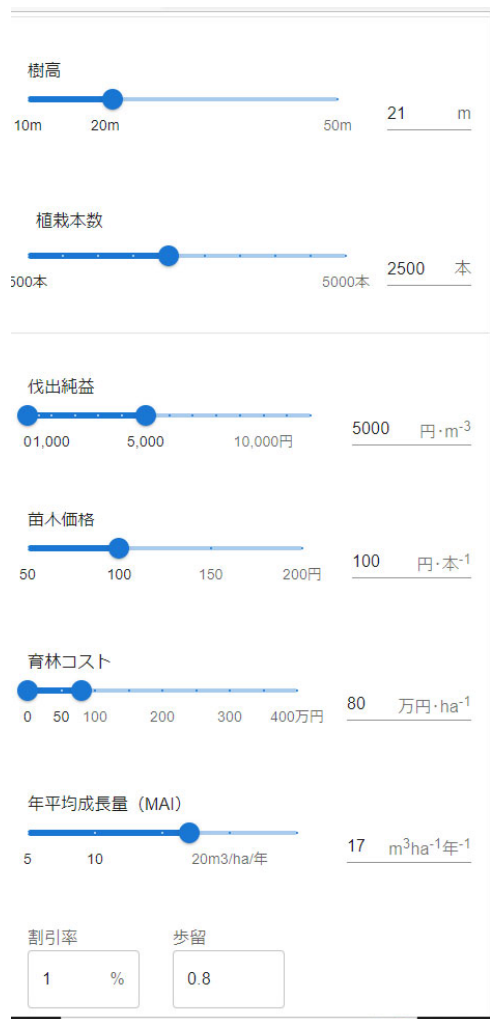 樹高
21 m
10m 20m 50m
植栽本数
2500 本
500本 5000本
伐出純益
5000 円·m-3
01,000 5,000 10,000円
苗木価格
100 円·本-1
50 100 150 200円
育林コスト
80 万円·ha-1
0 50 100 200 300 400万円
年平均成長量（MAI）
17 m3ha-1年-1
5 10 20m3/ha/年
割引率 歩留
1 % 0.8